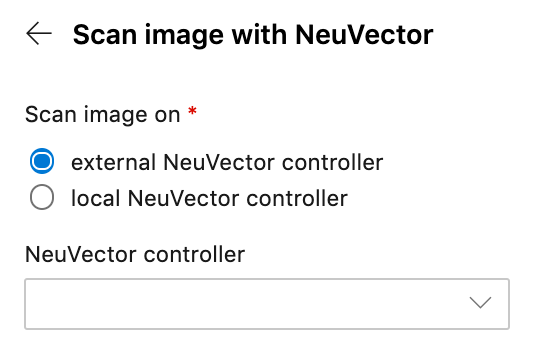 Scan image with NeuVector
Scan image on *
external NeuVector controller
local NeuVector controller
NeuVector controller